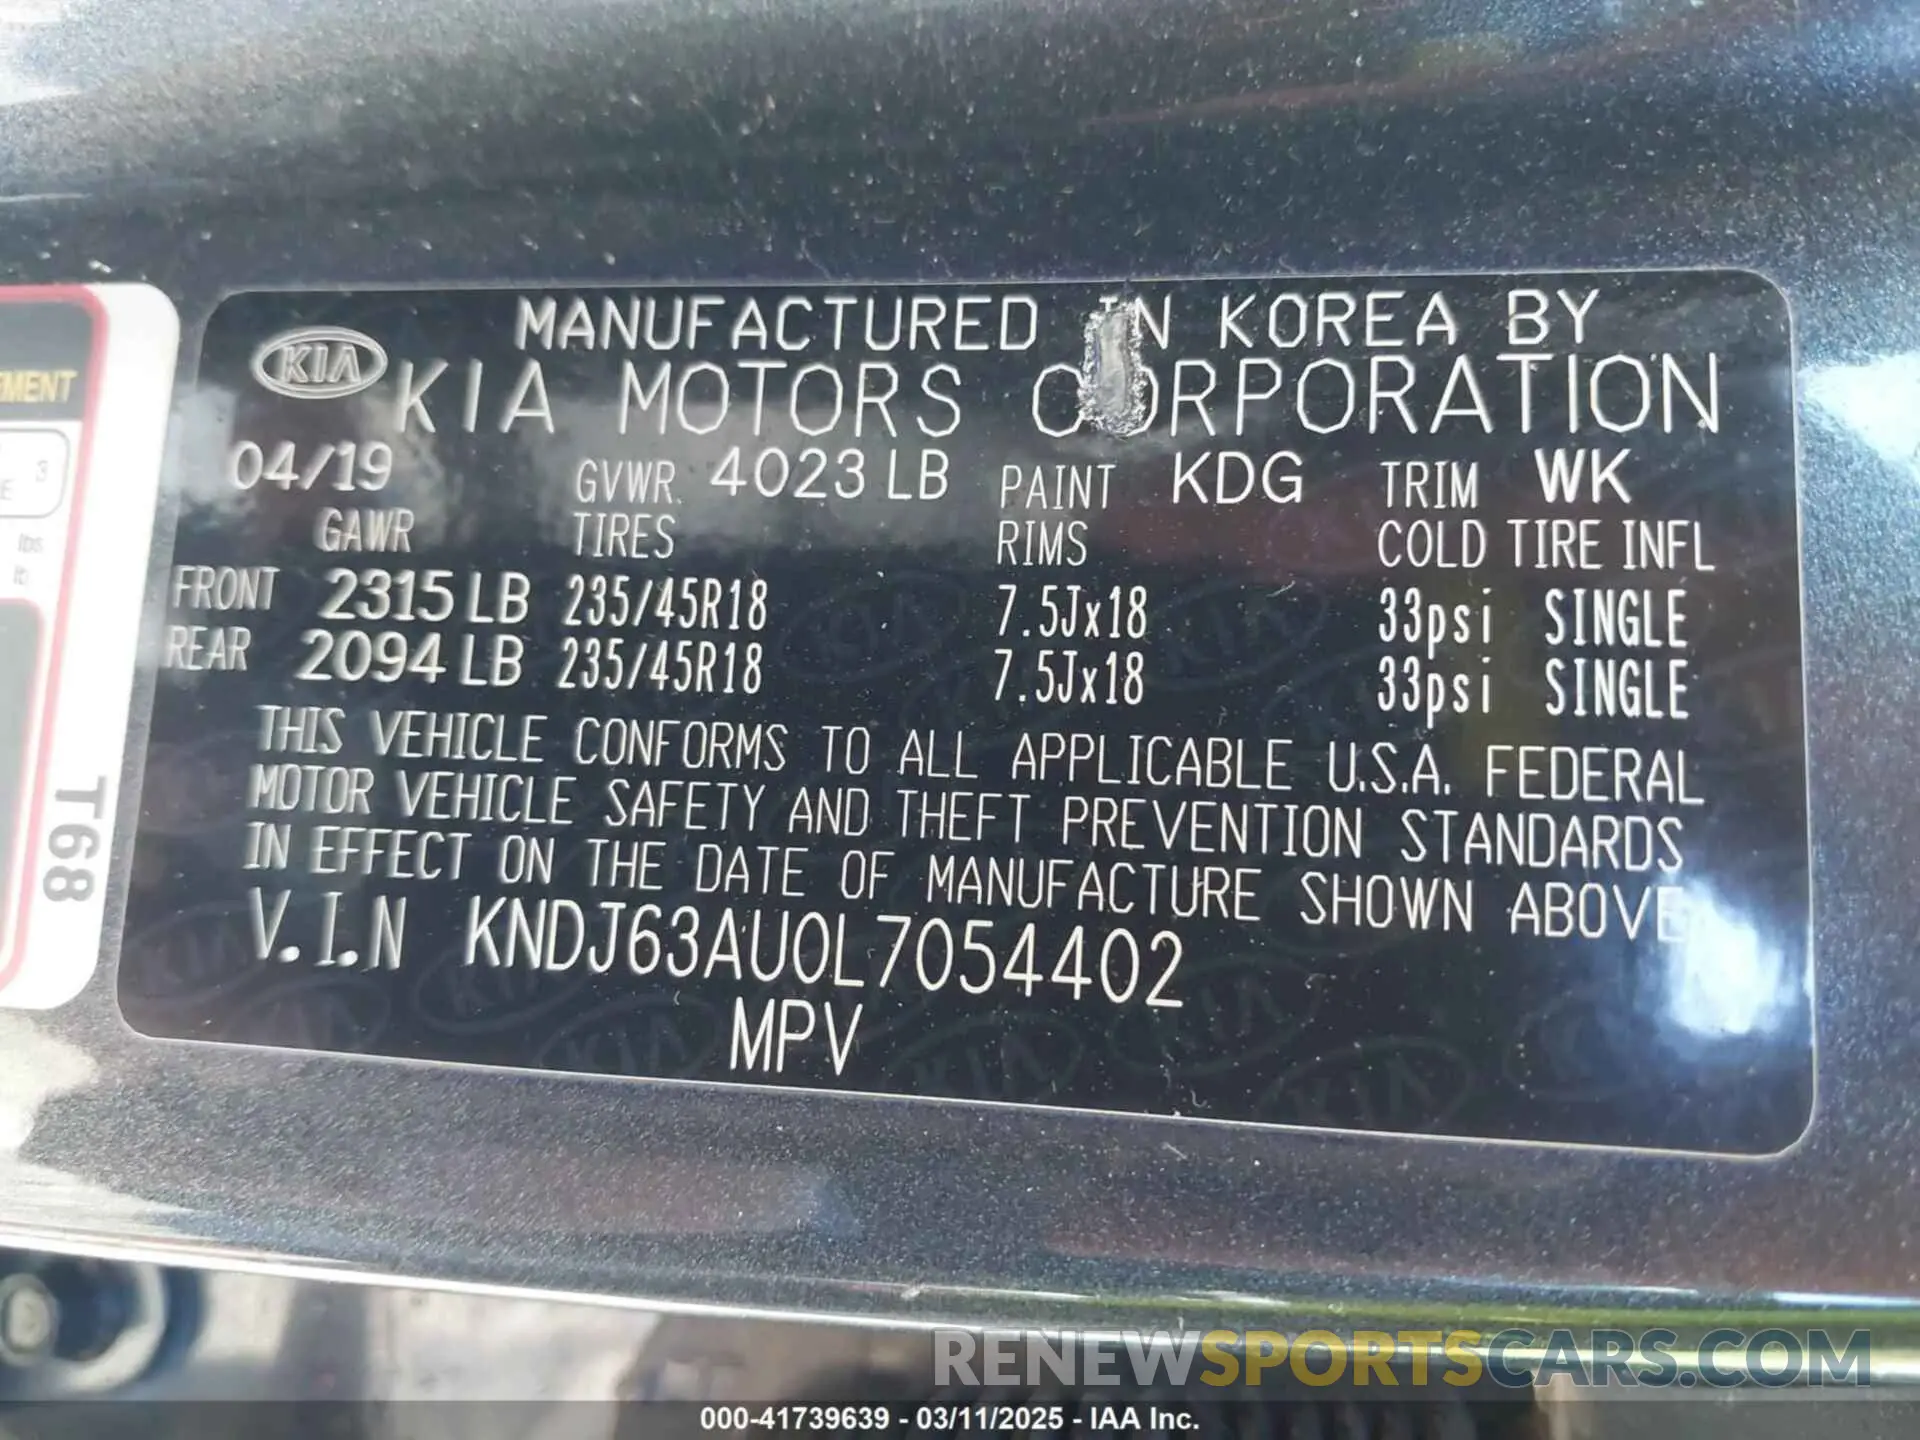 MANUFACTURED IN KOREA BY
KIA KIA MOTORS CORPORATION
04/19 GVWR 4023 LB PAINT KDG TRIM WK
GAWR TIRES RIMS COLD TIRE INFL
FRONT 2315 LB 235/45R18 7.5Jx18 33psi SINGLE
REAR 2094 LB 235/45R18 7.5Jx18 33psi SINGLE
THIS VEHICLE CONFORMS TO ALL APPLICABLE U.S.A. FEDERAL
MOTOR VEHICLE SAFETY AND THEFT PREVENTION STANDARDS
IN EFFECT ON THE DATE OF MANUFACTURE SHOWN ABOVE
V.I.N KNDJ63AU0L7054402
MPV
3
lbs
T68
RENEWSPORTSCARS.COM
000-41739639 - 03/11/2025 - IAA Inc.